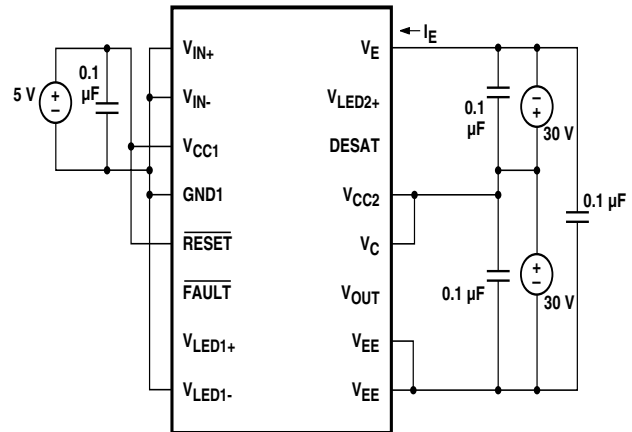 V_IN+
V_IN-
V_CC1
GND1
RESET
FAULT
V_LED1+
V_LED1-
V_E
V_LED2+
DESAT
V_CC2
V_C
V_OUT
V_EE
V_EE
I_E
5 V
+
–
0.1
µF
0.1
µF
–
+
30 V
0.1 µF
+
–
30 V
0.1 µF